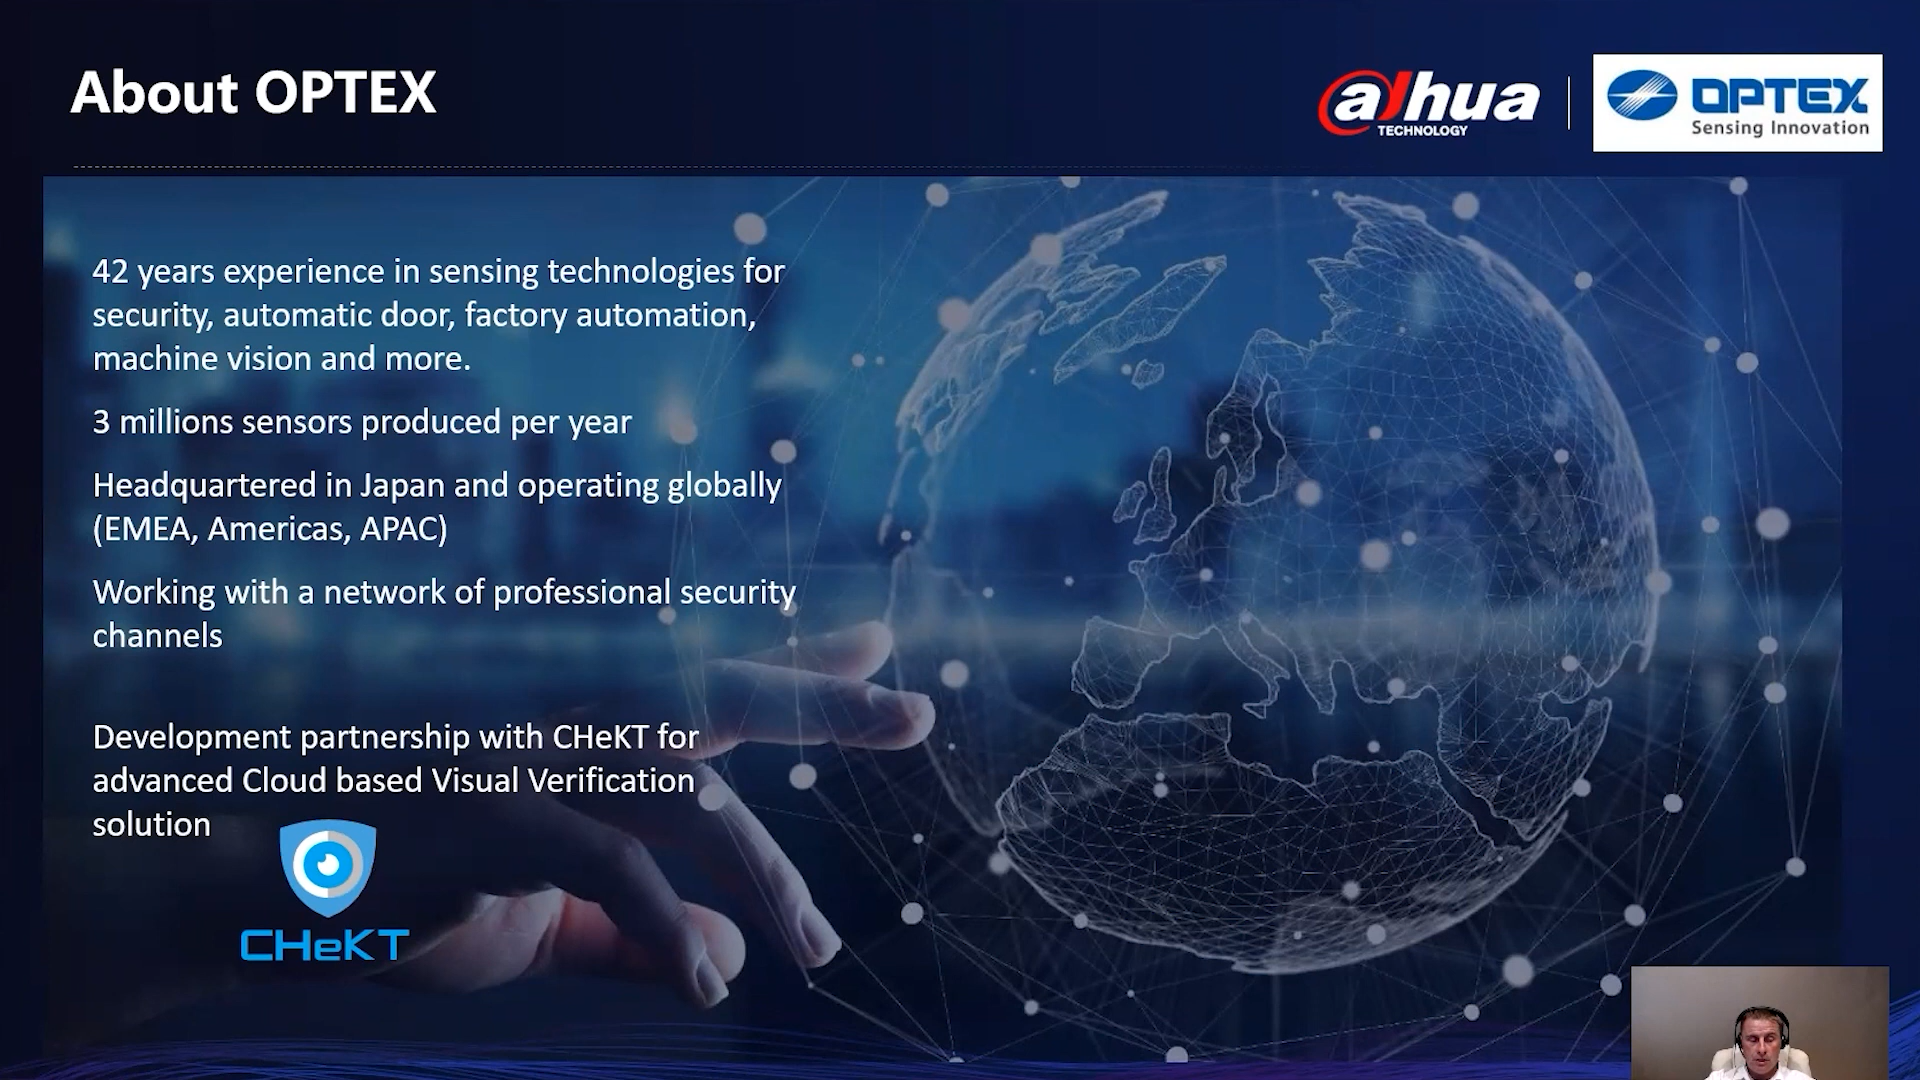 About OPTEX
alhua
TECHNOLOGY
OPTEX
Sensing Innovation
42 years experience in sensing technologies for
security, automatic door, factory automation,
machine vision and more.
3 millions sensors produced per year
Headquartered in Japan and operating globally
(EMEA, Americas, APAC)
Working with a network of professional security
channels
Development partnership with CHeKT for
advanced Cloud based Visual Verification
solution
CHeKT